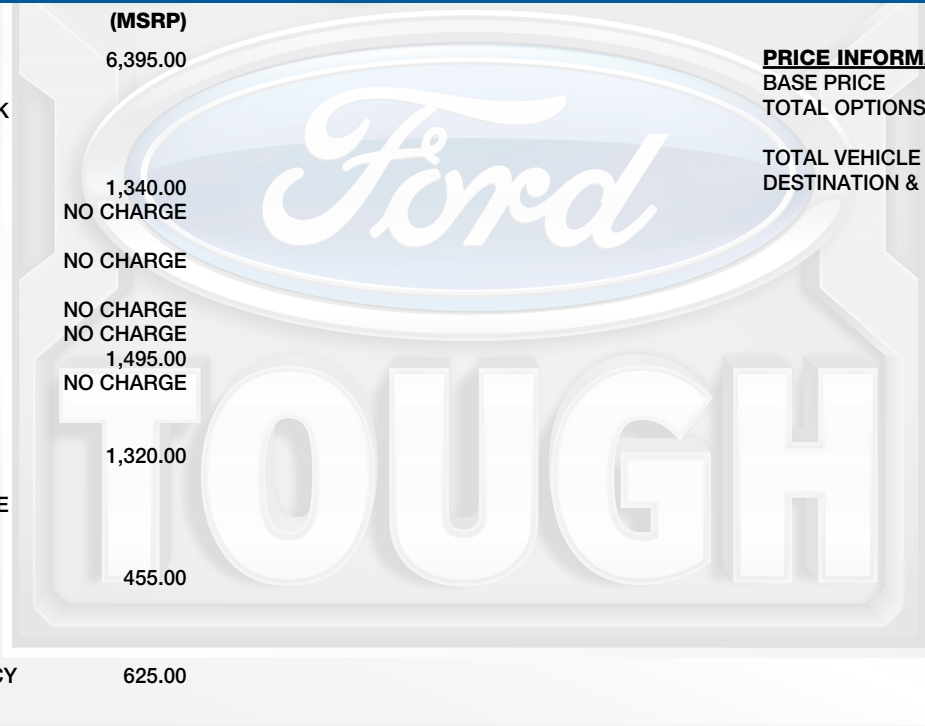 (MSRP)
6,395.00
K
1,340.00
NO CHARGE
NO CHARGE
NO CHARGE
NO CHARGE
1,495.00
NO CHARGE
1,320.00
E
455.00
CY 625.00
PRICE INFORMA
BASE PRICE
TOTAL OPTIONS
TOTAL VEHICLE
DESTINATION &
Ford
TOUGH